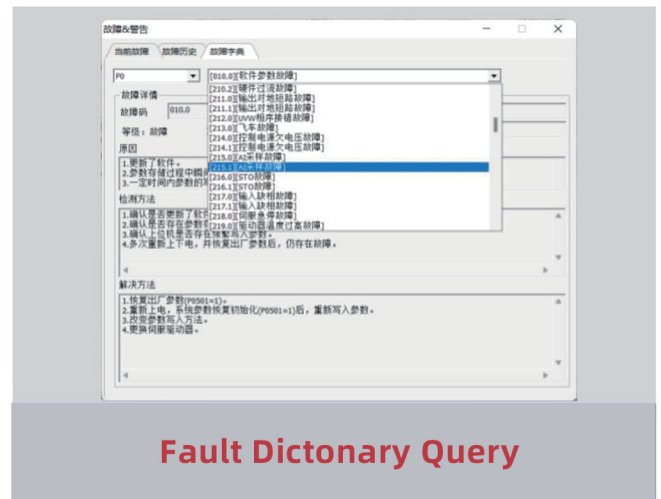 故障&警告
当前故障 故障历史 故障字典
P0 [010.0][软件参数故障]
[210.2][硬件过流故障]
[211.0][输出对地短路故障]
[211.1][输出对地短路故障]
[212.0][UVW相序接错故障]
[213.0][飞车故障]
[214.0][控制电源欠电压故障]
[214.1][控制电源欠电压故障]
[215.0][AI采样故障]
[215.1][AI采样故障]
[216.0][STO故障]
[216.1][STO故障]
[217.0][输入缺相故障]
[217.1][输入缺相故障]
[218.0][伺服急停故障]
[219.0][驱动器温度过高故障]
故障详情
故障码 010.0
等级：故障
原因
1.更新了软件。
2.参数存储过程中瞬间
3.一定时间内参数的写
检测方法
1.确认是否更新了软件
2.确认是否存在参数
3.确认上位机是否存在频繁写入参数。
4.多次重新上下电，并恢复出厂参数后，仍存在故障。
解决方法
1.恢复出厂参数(P0501=1)。
2.重新上电，系统参数恢复初始化(P0501=1)后，重新写入参数。
3.改变参数写入方法。
4.更换伺服驱动器。
Fault Dictonary Query